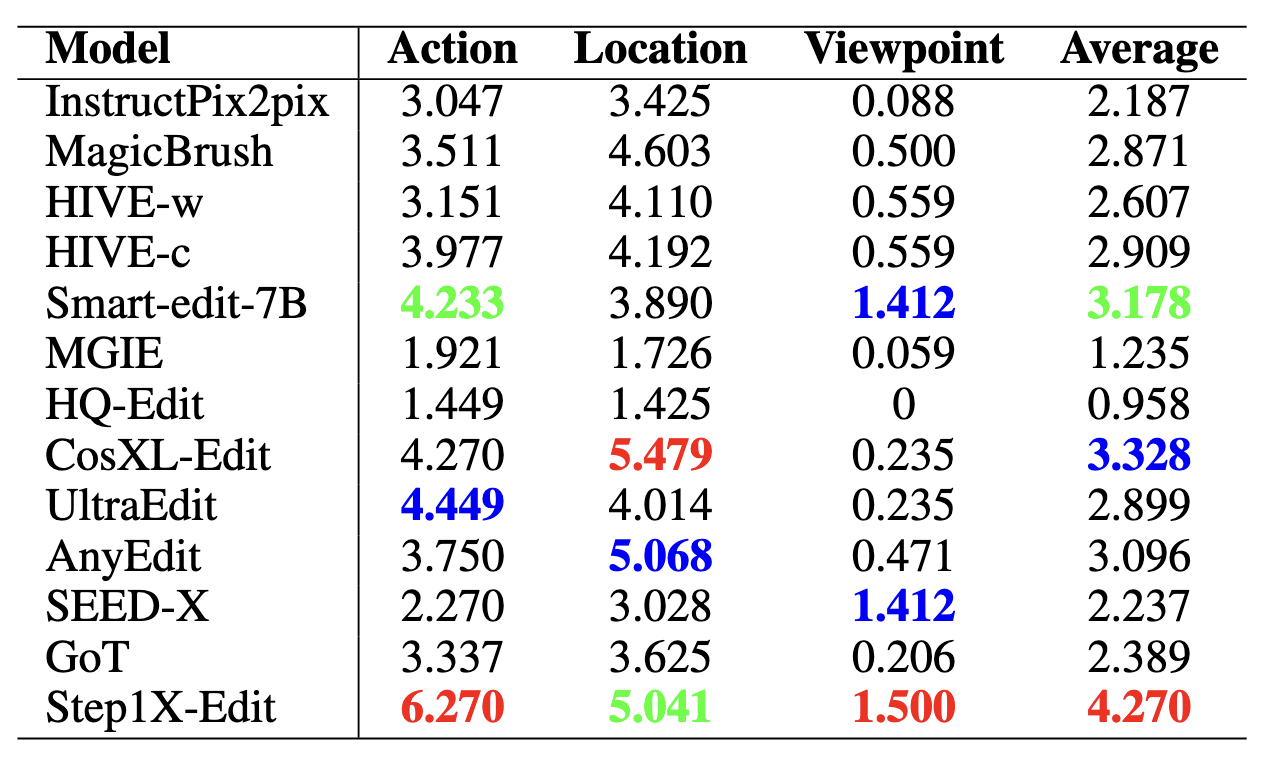 Model Action Location Viewpoint Average
InstructPix2pix 3.047 3.425 0.088 2.187
MagicBrush 3.511 4.603 0.500 2.871
HIVE-w 3.151 4.110 0.559 2.607
HIVE-c 3.977 4.192 0.559 2.909
Smart-edit-7B 4.233 3.890 1.412 3.178
MGIE 1.921 1.726 0.059 1.235
HQ-Edit 1.449 1.425 0 0.958
CosXL-Edit 4.270 5.479 0.235 3.328
UltraEdit 4.449 4.014 0.235 2.899
AnyEdit 3.750 5.068 0.471 3.096
SEED-X 2.270 3.028 1.412 2.237
GoT 3.337 3.625 0.206 2.389
Step1X-Edit 6.270 5.041 1.500 4.270